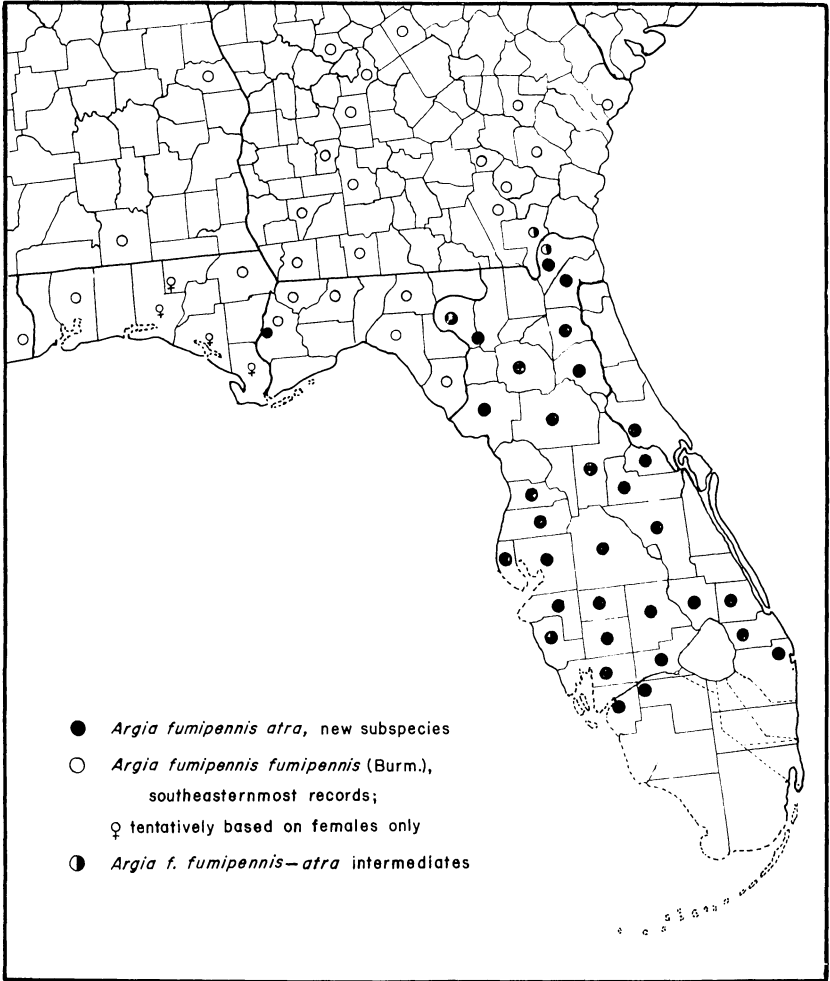 Argia fumipennis atra, new subspecies
Argia fumipennis fumipennis (Burm.),
southeasternmost records;
♀ tentatively based on females only
Argia f. fumipennis—atra intermediates